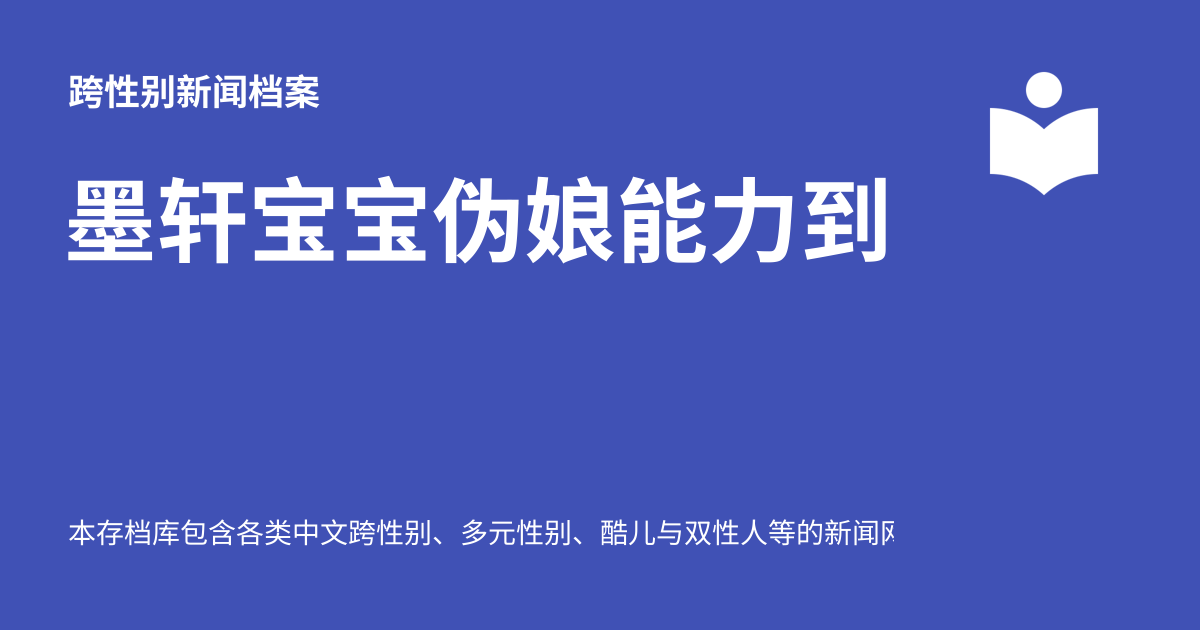 跨性别新闻档案
墨轩宝宝伪娘能力到
本存档库包含各类中文跨性别、多元性别、酷儿与双性人等的新闻